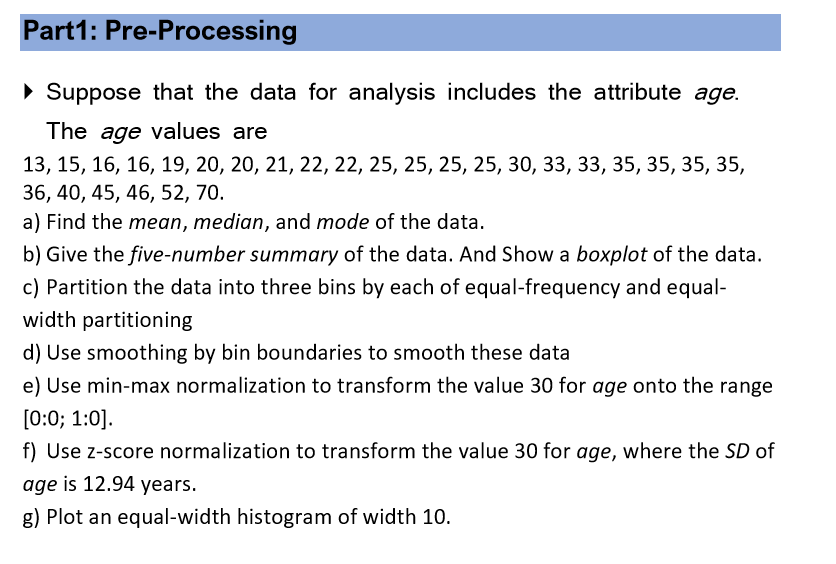 Part1: Pre-Processing
Suppose that the data for analysis includes the attribute age.
The age values are
13, 15, 16, 16, 19, 20, 20, 21, 22, 22, 25, 25, 25, 25, 30, 33, 33, 35, 35, 35, 35,
36, 40, 45, 46, 52, 70.
a) Find the mean, median, and mode of the data.
b) Give the five-number summary of the data. And Show a boxplot of the data.
c) Partition the data into three bins by each of equal-frequency and equal-
width partitioning
d) Use smoothing by bin boundaries to smooth these data
e) Use min-max normalization to transform the value 30 for age onto the range
[0:0; 1:0].
f) Use z-score normalization to transform the value 30 for age, where the SD of
age is 12.94 years.
g) Plot an equal-width histogram of width 10.